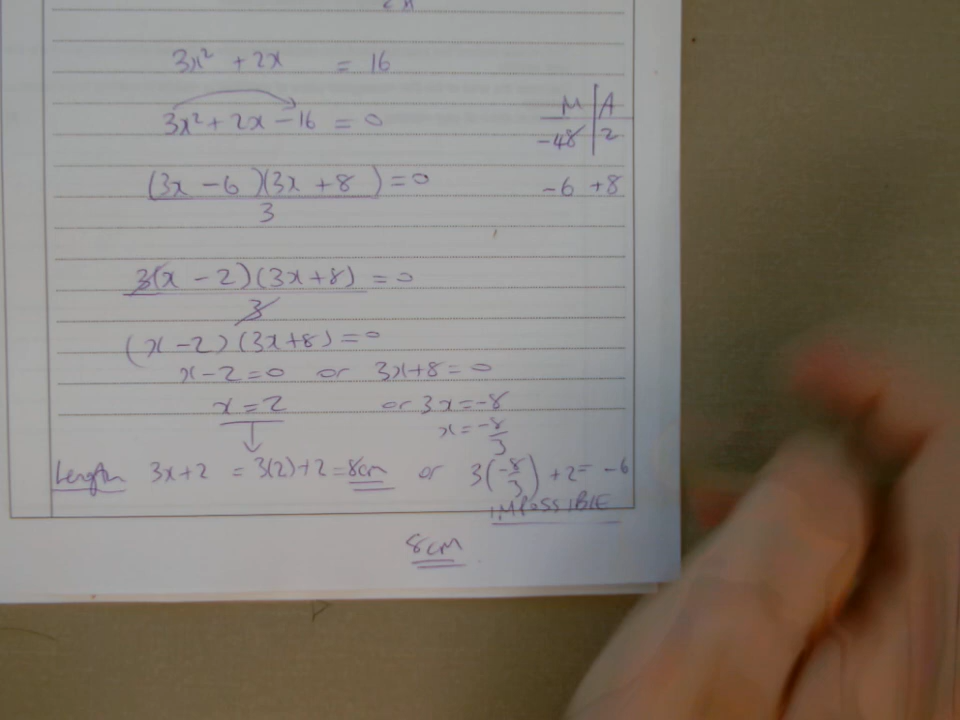 3x² + 2x = 16
3x² + 2x - 16 = 0
M A
-48 2
(3x - 6)(3x + 8) = 0
-6 +8
3
3(x - 2)(3x + 8) = 0
3
(x - 2)(3x + 8) = 0
x - 2 = 0 or 3x + 8 = 0
x = 2 or 3x = -8
x = -8/3
Length 3x + 2 = 3(2) + 2 = 8cm or 3(-8/3) + 2 = -6
IMPOSSIBLE
8cm